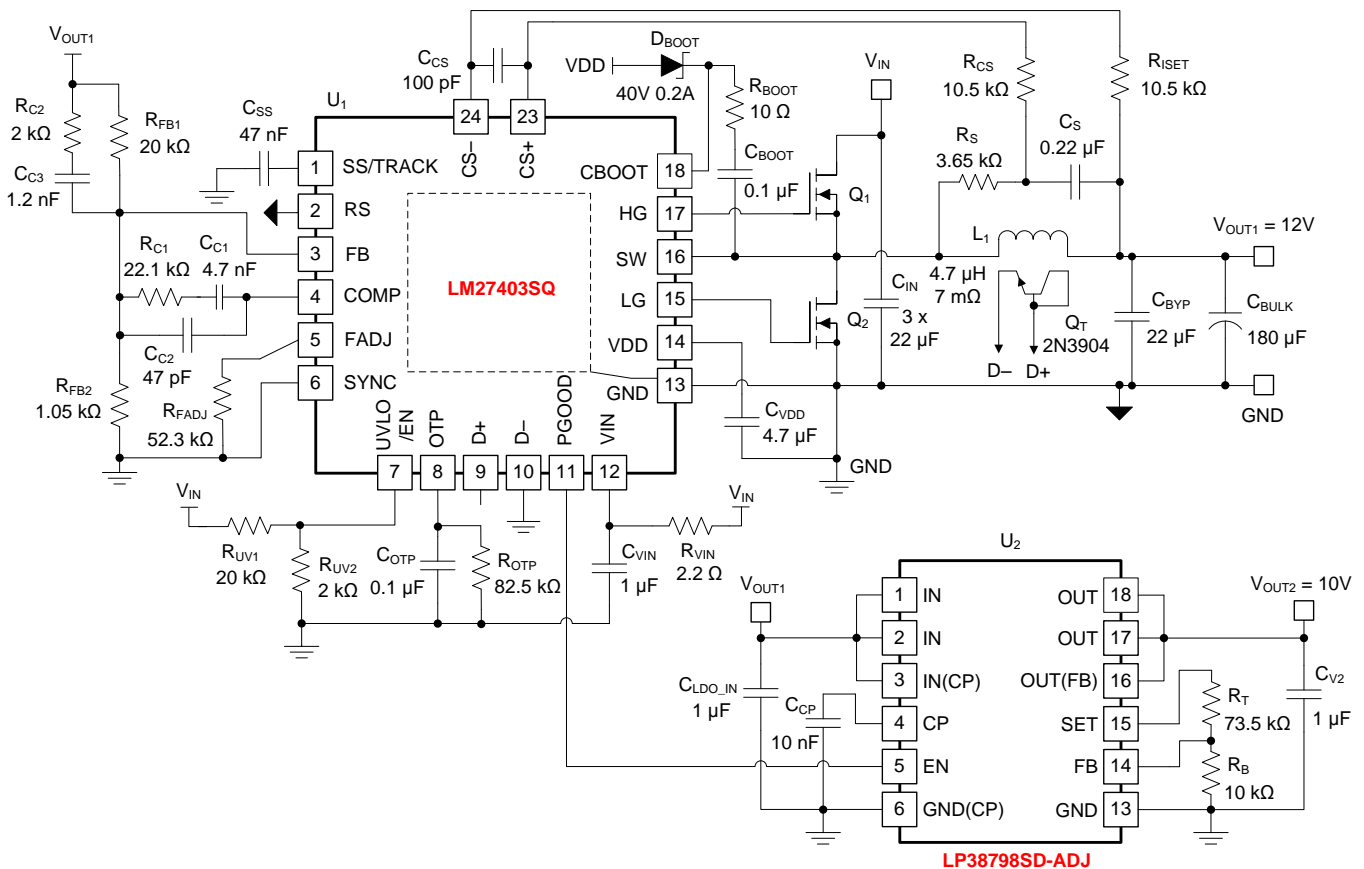 VOUT1
RC2
2 kΩ
RFB1
20 kΩ
CC3
1.2 nF
CSS
47 nF
U1
CCS
100 pF
24
23
CS–
CS+
DBOOT
VDD
40V 0.2A
RBOOT
10 Ω
CBOOT
0.1 µF
VIN
RCS
10.5 kΩ
RISET
10.5 kΩ
RS
3.65 kΩ
CS
0.22 µF
1
SS/TRACK
2
RS
3
FB
4
COMP
5
FADJ
6
SYNC
LM27403SQ
CBOOT
18
HG
17
SW
16
LG
15
VDD
14
GND
13
Q1
Q2
RC1
22.1 kΩ
CC1
4.7 nF
CC2
47 pF
RFB2
1.05 kΩ
RFADJ
52.3 kΩ
L1
4.7 µH
7 mΩ
CIN
3 x
22 µF
QT
2N3904
D–
D+
VOUT1 = 12V
CBYP
22 µF
CBULK
180 µF
GND
CVDD
4.7 µF
GND
UVLO
/EN
OTP
D+
D–
PGOOD
VIN
7
8
9
10
11
12
VIN
RUV1
20 kΩ
RUV2
2 kΩ
COTP
0.1 µF
ROTP
82.5 kΩ
CVIN
1 µF
RVIN
2.2 Ω
VIN
U2
VOUT1
CLDO_IN
1 µF
CCP
10 nF
1
IN
2
IN
3
IN(CP)
4
CP
5
EN
6
GND(CP)
OUT
18
OUT
17
OUT(FB)
16
SET
15
FB
14
GND
13
VOUT2 = 10V
RT
73.5 kΩ
RB
10 kΩ
CV2
1 µF
LP38798SD-ADJ